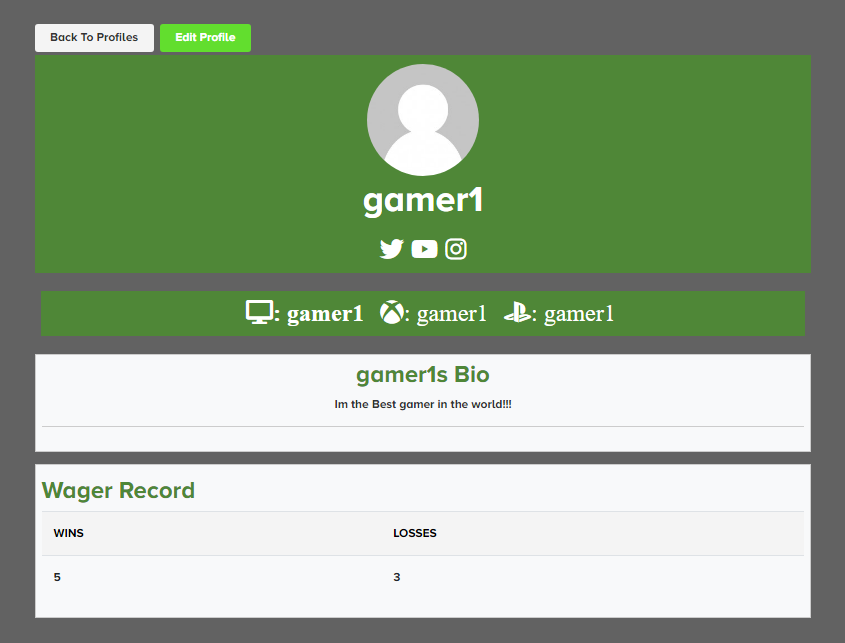 Back To Profiles Edit Profile
gamer1
: gamer1 : gamer1 : gamer1
gamer1s Bio
Im the Best gamer in the world!!!
Wager Record
WINS LOSSES
5 3